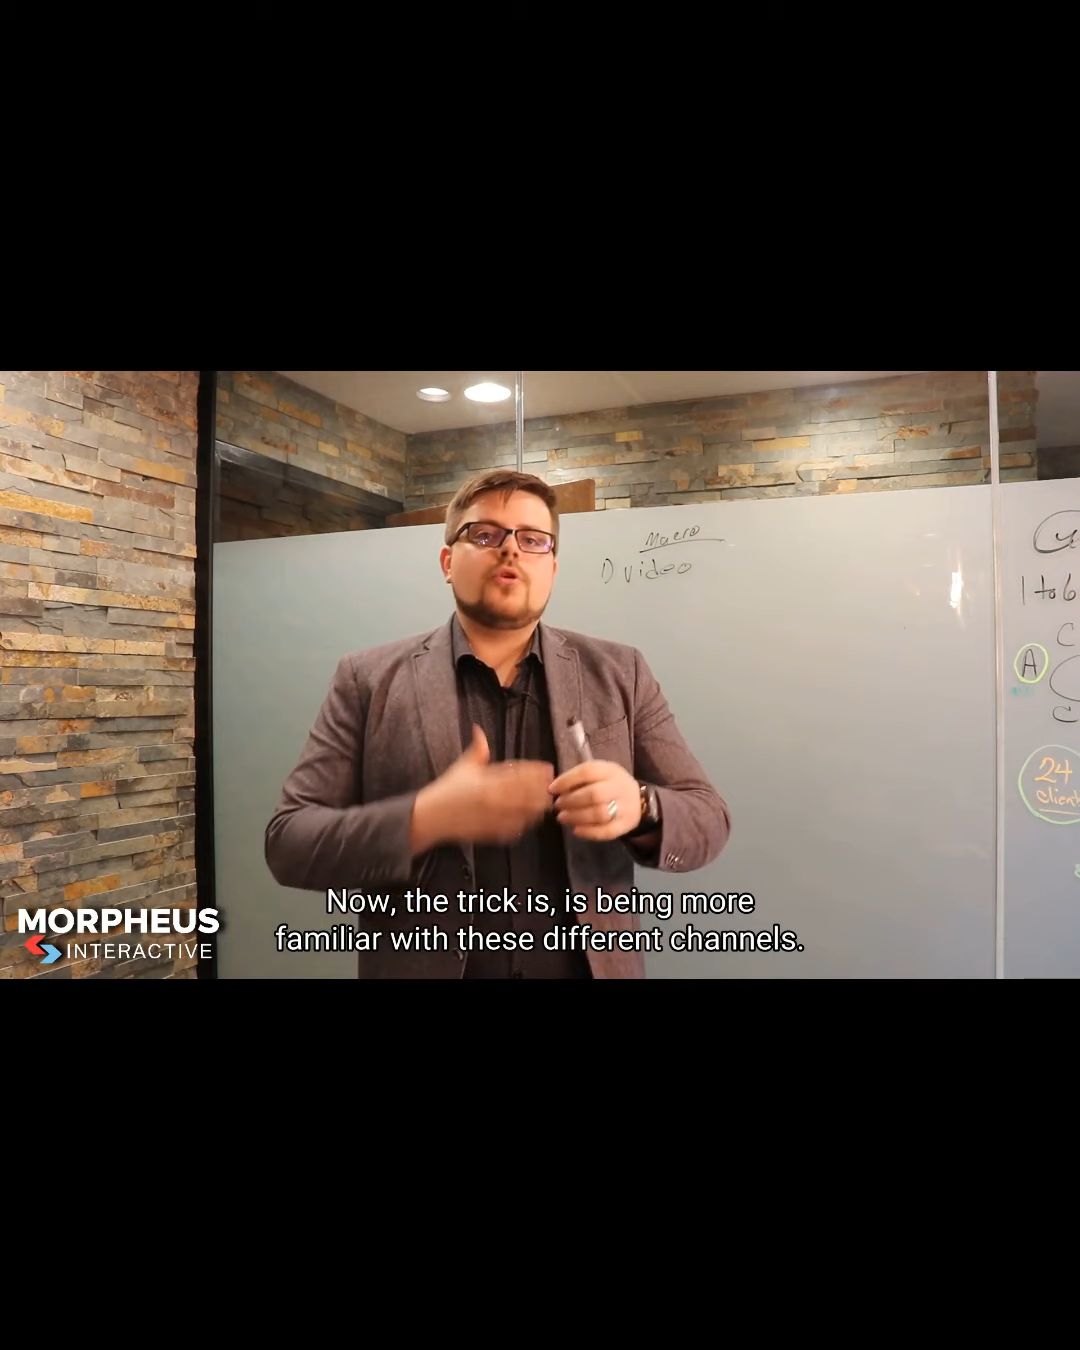 Macro
D video
1 to 6
C
A
C
24
client
Now, the trick is, is being more
familiar with these different channels.
MORPHEUS
INTERACTIVE